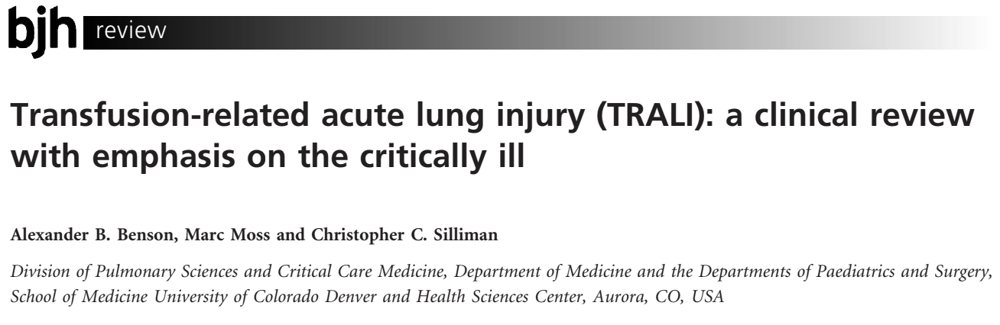 bjh review
Transfusion-related acute lung injury (TRALI): a clinical review
with emphasis on the critically ill
Alexander B. Benson, Marc Moss and Christopher C. Silliman
Division of Pulmonary Sciences and Critical Care Medicine, Department of Medicine and the Departments of Paediatrics and Surgery,
School of Medicine University of Colorado Denver and Health Sciences Center, Aurora, CO, USA